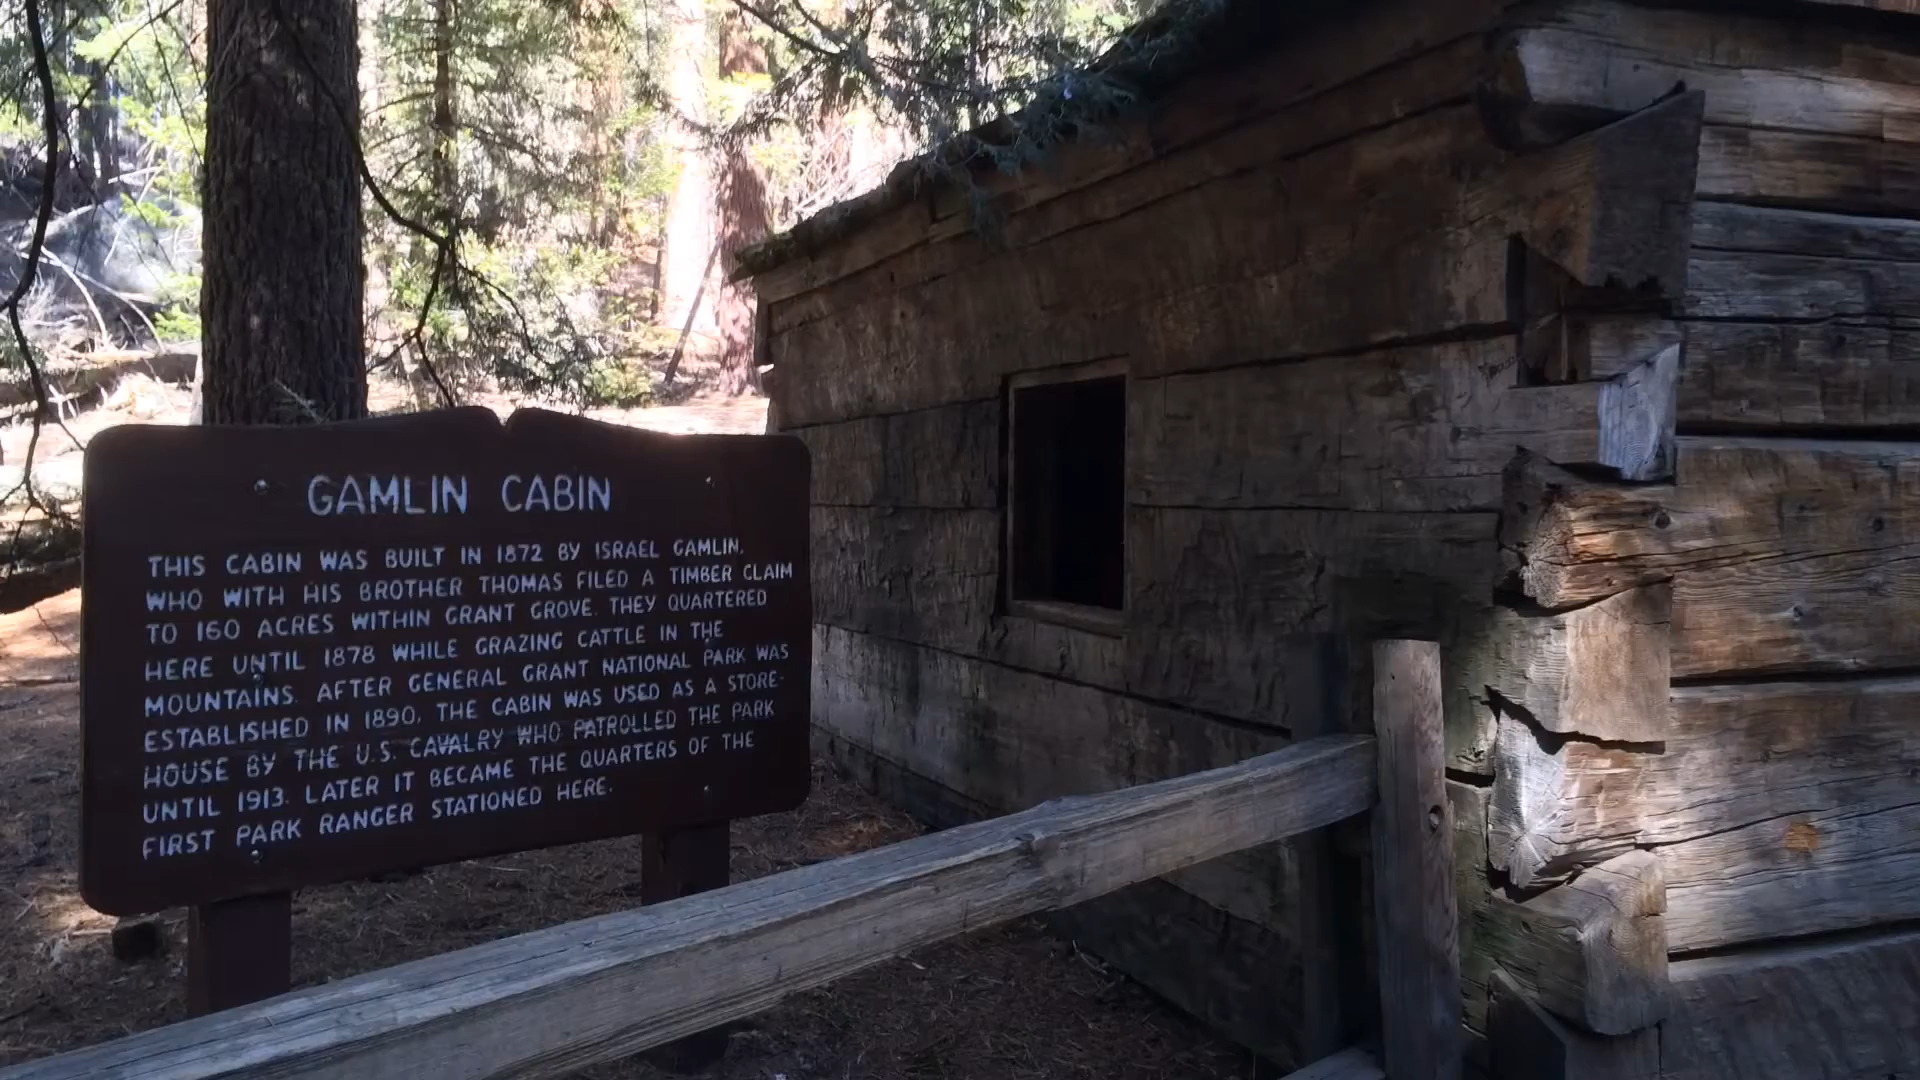 GAMLIN CABIN
THIS CABIN WAS BUILT IN 1872 BY ISRAEL GAMLIN,
WHO WITH HIS BROTHER THOMAS FILED A TIMBER CLAIM
TO 160 ACRES WITHIN GRANT GROVE. THEY QUARTERED
HERE UNTIL 1878 WHILE GRAZING CATTLE IN THE
MOUNTAINS. AFTER GENERAL GRANT NATIONAL PARK WAS
ESTABLISHED IN 1890, THE CABIN WAS USED AS A STORE-
HOUSE BY THE U.S. CAVALRY WHO PATROLLED THE PARK
UNTIL 1913. LATER IT BECAME THE QUARTERS OF THE
FIRST PARK RANGER STATIONED HERE.